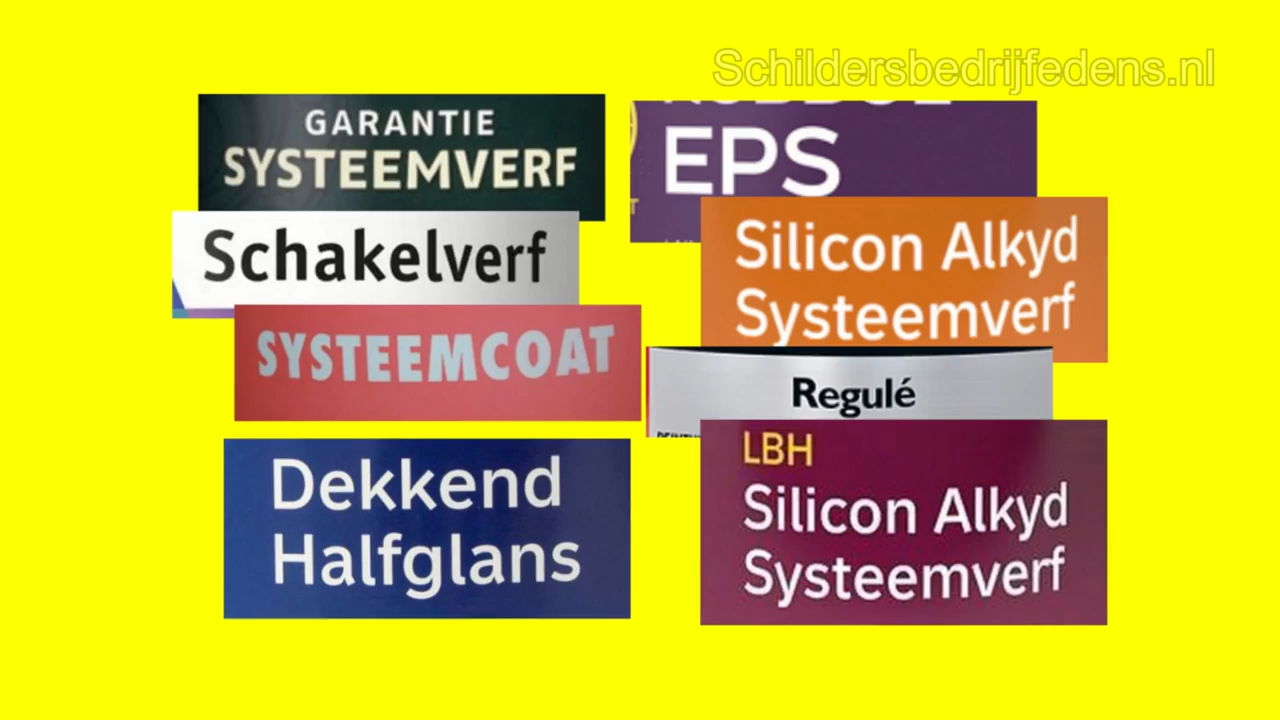 Schildersbedrijfedens.nl
GARANTIE
SYSTEEMVERF
Schakelverf
SYSTEEMCOAT
Dekkend
Halfglans
EPS
Silicon Alkyd
Systeemverf
Regulé
LBH
Silicon Alkyd
Systeemverf